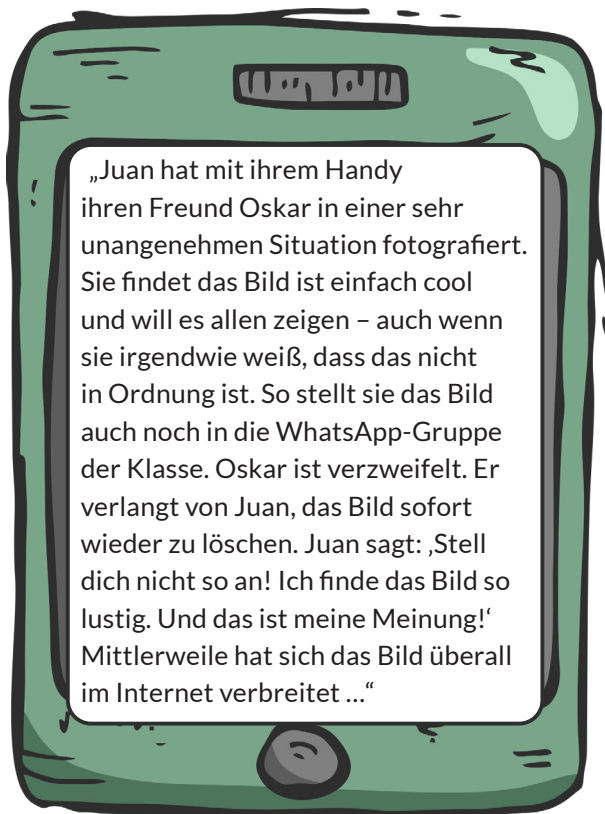 „Juan hat mit ihrem Handy
ihren Freund Oskar in einer sehr
unangenehmen Situation fotografiert.
Sie findet das Bild ist einfach cool
und will es allen zeigen – auch wenn
sie irgendwie weiß, dass das nicht
in Ordnung ist. So stellt sie das Bild
auch noch in die WhatsApp-Gruppe
der Klasse. Oskar ist verzweifelt. Er
verlangt von Juan, das Bild sofort
wieder zu löschen. Juan sagt: ‚Stell
dich nicht so an! Ich finde das Bild so
lustig. Und das ist meine Meinung!‘
Mittlerweile hat sich das Bild überall
im Internet verbreitet …“